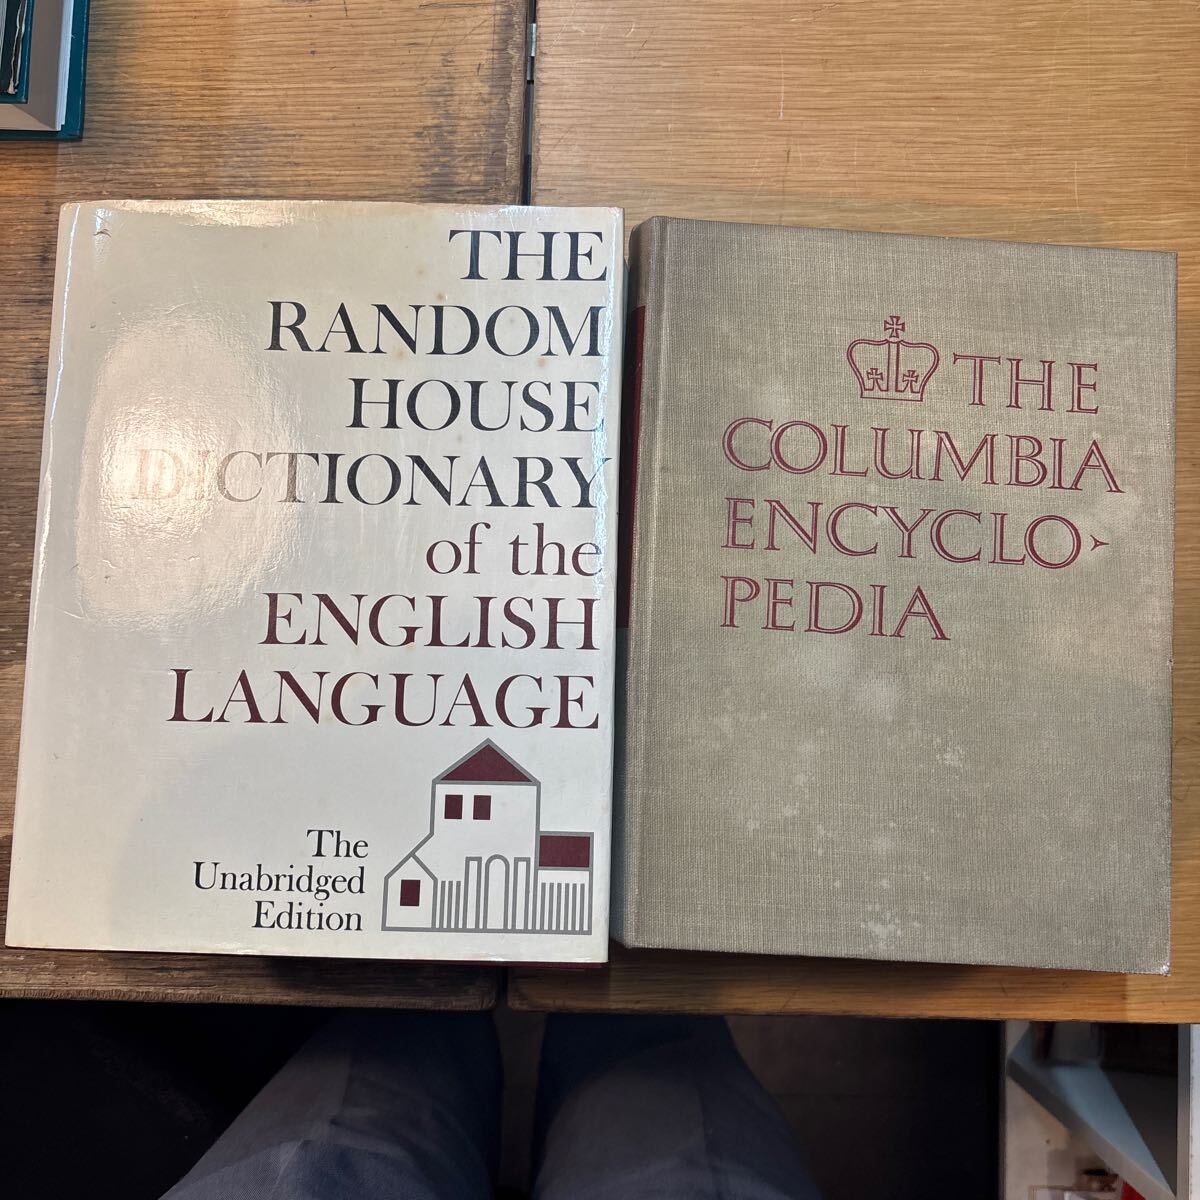 THE
RANDOM
HOUSE
DICTIONARY
of the
ENGLISH
LANGUAGE
The
Unabridged
Edition
THE
COLUMBIA
ENCYCLO-
PEDIA